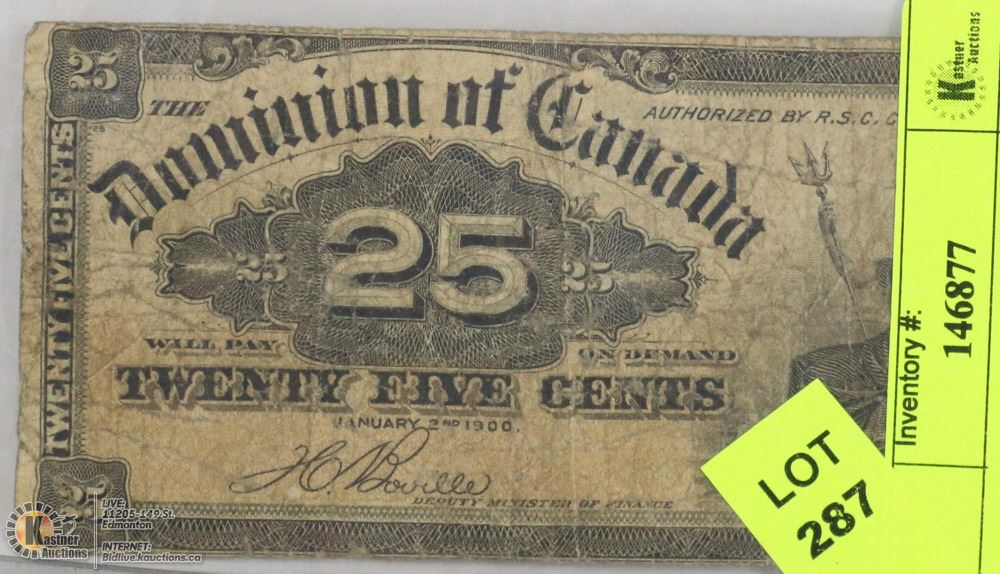 25
THE Dominion of Canada
AUTHORIZED BY R.S.C. C
TWENTY FIVE CENTS
25 25 25
WILL PAY ON DEMAND
TWENTY FIVE CENTS
JANUARY 2ND 1900.
H C Boville
DEPUTY MINISTER OF FINANCE
25
Kastner Auctions
Inventory #: 146877
LOT
287
Kastner
Auctions
LIVE:
11205-149 St.
Edmonton
INTERNET:
Bidlive.kauctions.ca